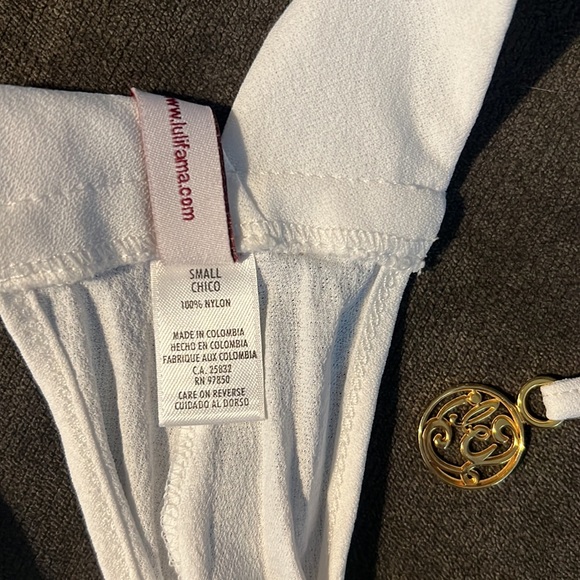 www.lulifama.com
SMALL
CHICO
100% NYLON
MADE IN COLOMBIA
HECHO EN COLOMBIA
FABRIQUE AUX COLOMBIA
C.A. 25832
RN 97850
CARE ON REVERSE
CUIDADO AL DORSO